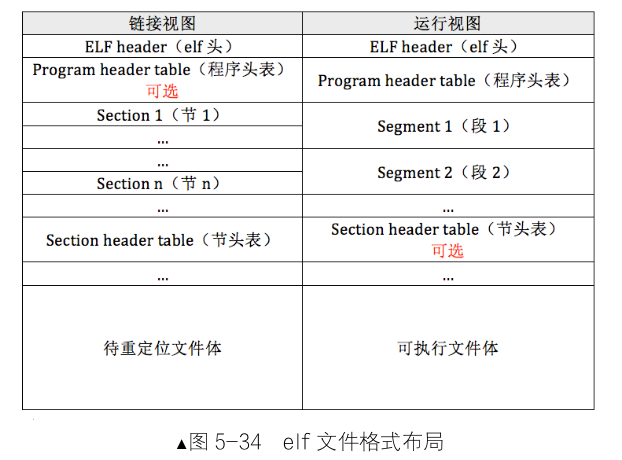 链接视图	运行视图
ELF header（elf 头）	ELF header（elf 头）
Program header table（程序头表）	Program header table（程序头表）
可选
Section 1（节 1）	Segment 1（段 1）
...
...	Segment 2（段 2）
Section n（节 n）
...	...
Section header table（节头表）	Section header table（节头表）
可选
...	...
待重定位文件体	可执行文件体
▲图 5-34 elf 文件格式布局